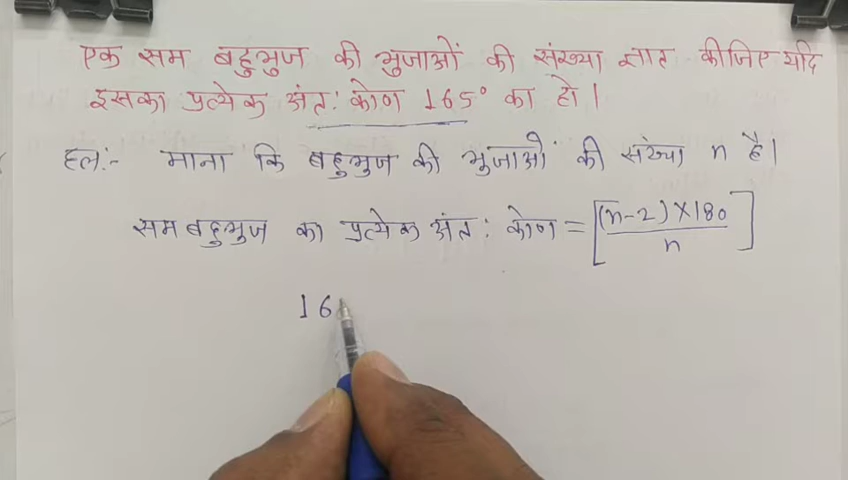 एक सम बहुभुज की भुजाओं की संख्या ज्ञात कीजिए यदि
इसका प्रत्येक अंत: कोण 165° का हो।
हल:- माना कि बहुभुज की भुजाओं की संख्या n है।
सम बहुभुज का प्रत्येक अंत: कोण = [(n-2)×180/n]
16